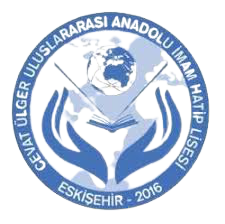 CEVAT ÜLGER ULUSLARARASI ANADOLU İMAM HATİP LİSESİ
ESKİŞEHİR - 2016